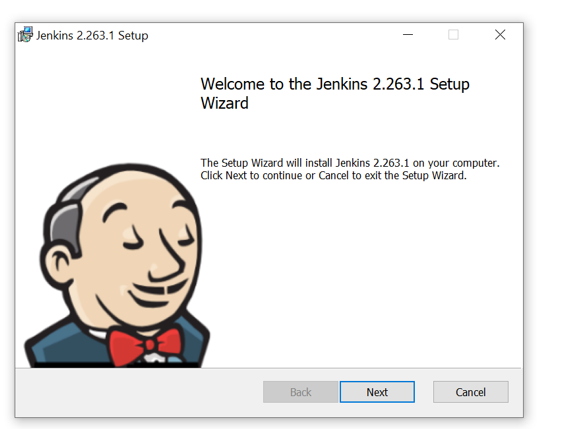 Jenkins 2.263.1 Setup
Welcome to the Jenkins 2.263.1 Setup
Wizard
The Setup Wizard will install Jenkins 2.263.1 on your computer.
Click Next to continue or Cancel to exit the Setup Wizard.
Back Next Cancel